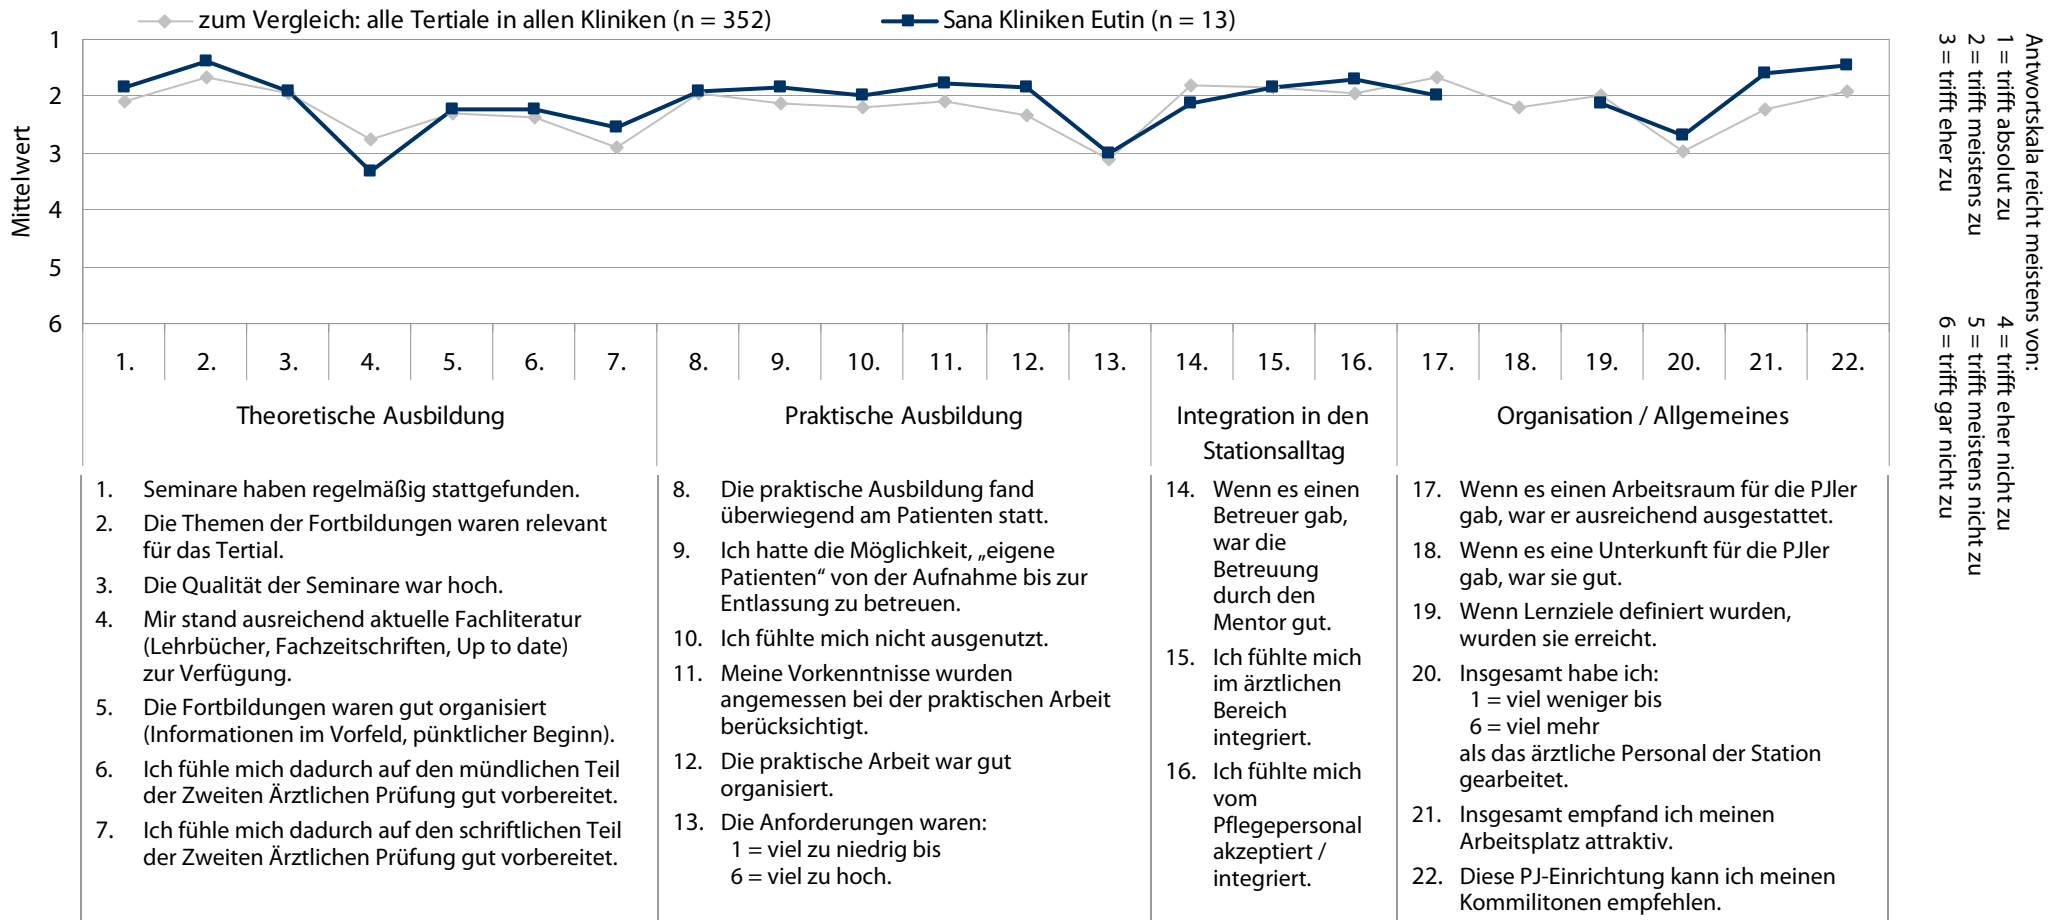 zum Vergleich: alle Tertiale in allen Kliniken (n = 352)
Sana Kliniken Eutin (n = 13)
Mittelwert
1
2
3
4
5
6
1. 2. 3. 4. 5. 6. 7. 8. 9. 10. 11. 12. 13. 14. 15. 16. 17. 18. 19. 20. 21. 22.
Theoretische Ausbildung
Praktische Ausbildung
Integration in den
Stationsalltag
Organisation / Allgemeines
1. Seminare haben regelmäßig stattgefunden.
2. Die Themen der Fortbildungen waren relevant
für das Tertial.
3. Die Qualität der Seminare war hoch.
4. Mir stand ausreichend aktuelle Fachliteratur
(Lehrbücher, Fachzeitschriften, Up to date)
zur Verfügung.
5. Die Fortbildungen waren gut organisiert
(Informationen im Vorfeld, pünktlicher Beginn).
6. Ich fühle mich dadurch auf den mündlichen Teil
der Zweiten Ärztlichen Prüfung gut vorbereitet.
7. Ich fühle mich dadurch auf den schriftlichen Teil
der Zweiten Ärztlichen Prüfung gut vorbereitet.
8. Die praktische Ausbildung fand
überwiegend am Patienten statt.
9. Ich hatte die Möglichkeit, „eigene
Patienten“ von der Aufnahme bis zur
Entlassung zu betreuen.
10. Ich fühlte mich nicht ausgenutzt.
11. Meine Vorkenntnisse wurden
angemessen bei der praktischen Arbeit
berücksichtigt.
12. Die praktische Arbeit war gut
organisiert.
13. Die Anforderungen waren:
1 = viel zu niedrig bis
6 = viel zu hoch.
14. Wenn es einen
Betreuer gab,
war die
Betreuung
durch den
Mentor gut.
15. Ich fühlte mich
im ärztlichen
Bereich
integriert.
16. Ich fühlte mich
vom
Pflegepersonal
akzeptiert /
integriert.
17. Wenn es einen Arbeitsraum für die PJler
gab, war er ausreichend ausgestattet.
18. Wenn es eine Unterkunft für die PJler
gab, war sie gut.
19. Wenn Lernziele definiert wurden,
wurden sie erreicht.
20. Insgesamt habe ich:
1 = viel weniger bis
6 = viel mehr
als das ärztliche Personal der Station
gearbeitet.
21. Insgesamt empfand ich meinen
Arbeitsplatz attraktiv.
22. Diese PJ-Einrichtung kann ich meinen
Kommilitonen empfehlen.
Antwortskala reicht meistens von:
1 = trifft absolut zu
2 = trifft meistens zu
3 = trifft eher zu
4 = trifft eher nicht zu
5 = trifft meistens nicht zu
6 = trifft gar nicht zu